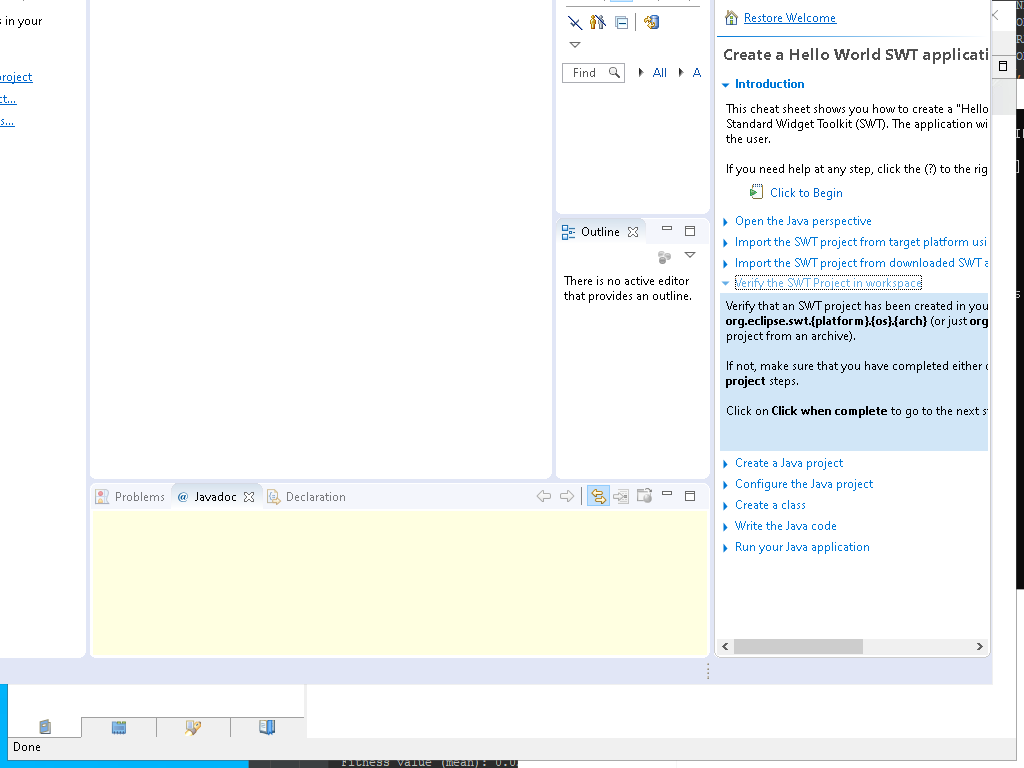 s in your
project
ct...
s...
Find
All
A
There is no active editor
that provides an outline.
Outline
Problems
Javadoc
Declaration
Restore Welcome
Create a Hello World SWT applicati
Introduction
This cheat sheet shows you how to create a "Hello
Standard Widget Toolkit (SWT). The application wi
the user.
If you need help at any step, click the (?) to the rig
Click to Begin
Open the Java perspective
Import the SWT project from target platform usi
Import the SWT project from downloaded SWT a
Verify the SWT Project in workspace
Verify that an SWT project has been created in you
org.eclipse.swt.{platform}.{os}.{arch} (or just org
project from an archive).
If not, make sure that you have completed either o
project steps.
Click on Click when complete to go to the next st
Create a Java project
Configure the Java project
Create a class
Write the Java code
Run your Java application
Done
Fitness value (mean): 0.0